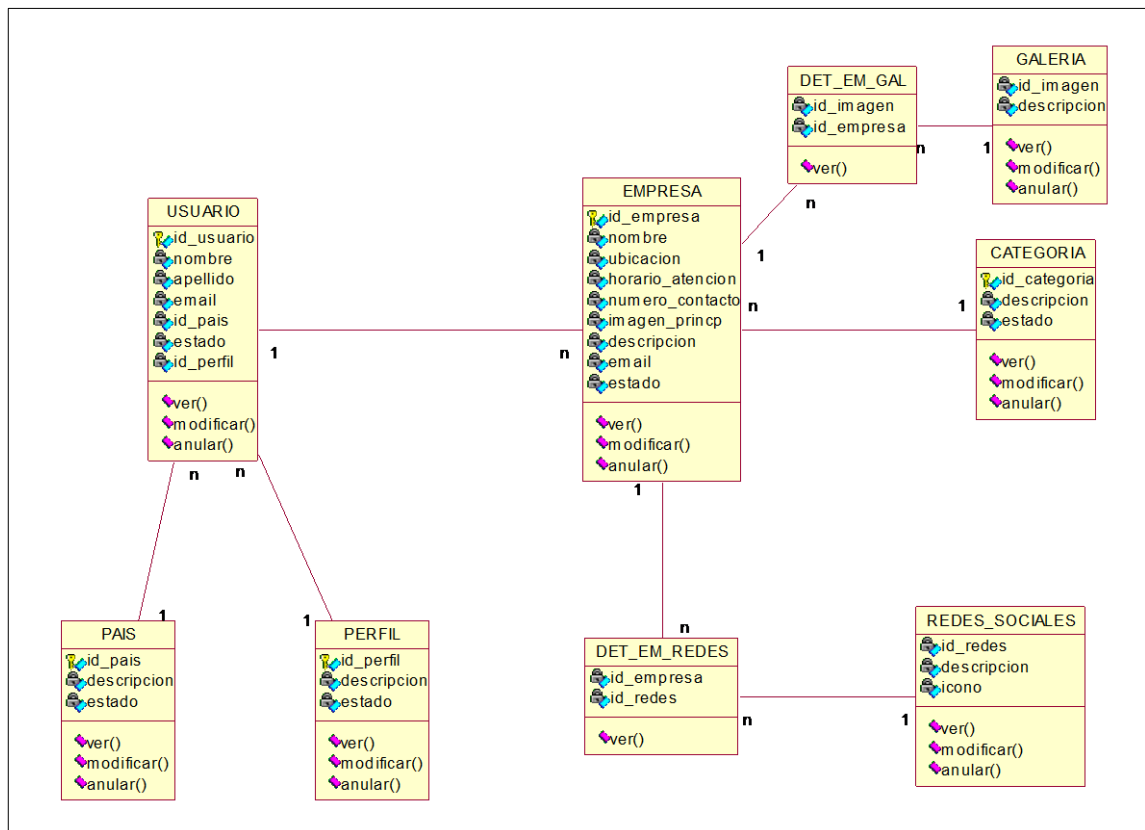 GALERIA
id_imagen
descripcion
ver()
modificar()
anular()
DET_EM_GAL
id_imagen
id_empresa
ver()
n
1
n
1
EMPRESA
id_empresa
nombre
ubicacion
horario_atencion
numero_contacto
imagen_princp
descripcion
email
estado
ver()
modificar()
anular()
USUARIO
id_usuario
nombre
apellido
email
id_pais
estado
id_perfil
ver()
modificar()
anular()
CATEGORIA
id_categoria
descripcion
estado
ver()
modificar()
anular()
n
1
1
n
n
n
1
1
1
n
PAIS
id_pais
descripcion
estado
ver()
modificar()
anular()
PERFIL
id_perfil
descripcion
estado
ver()
modificar()
anular()
DET_EM_REDES
id_empresa
id_redes
ver()
n
1
REDES_SOCIALES
id_redes
descripcion
icono
ver()
modificar()
anular()